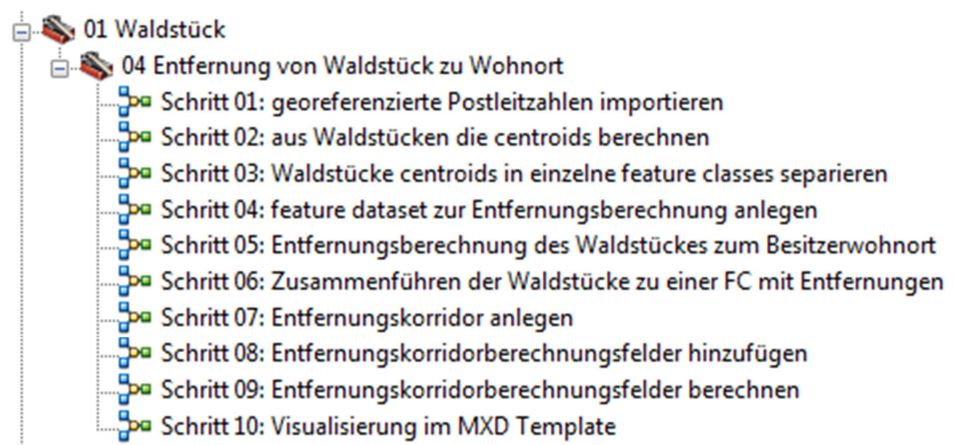 01 Waldstück
04 Entfernung von Waldstück zu Wohnort
Schritt 01: georeferenzierte Postleitzahlen importieren
Schritt 02: aus Waldstücken die centroids berechnen
Schritt 03: Waldstücke centroids in einzelne feature classes separieren
Schritt 04: feature dataset zur Entfernungsberechnung anlegen
Schritt 05: Entfernungsberechnung des Waldstückes zum Besitzerwohnort
Schritt 06: Zusammenführen der Waldstücke zu einer FC mit Entfernungen
Schritt 07: Entfernungskorridor anlegen
Schritt 08: Entfernungskorridorberechnungsfelder hinzufügen
Schritt 09: Entfernungskorridorberechnungsfelder berechnen
Schritt 10: Visualisierung im MXD Template